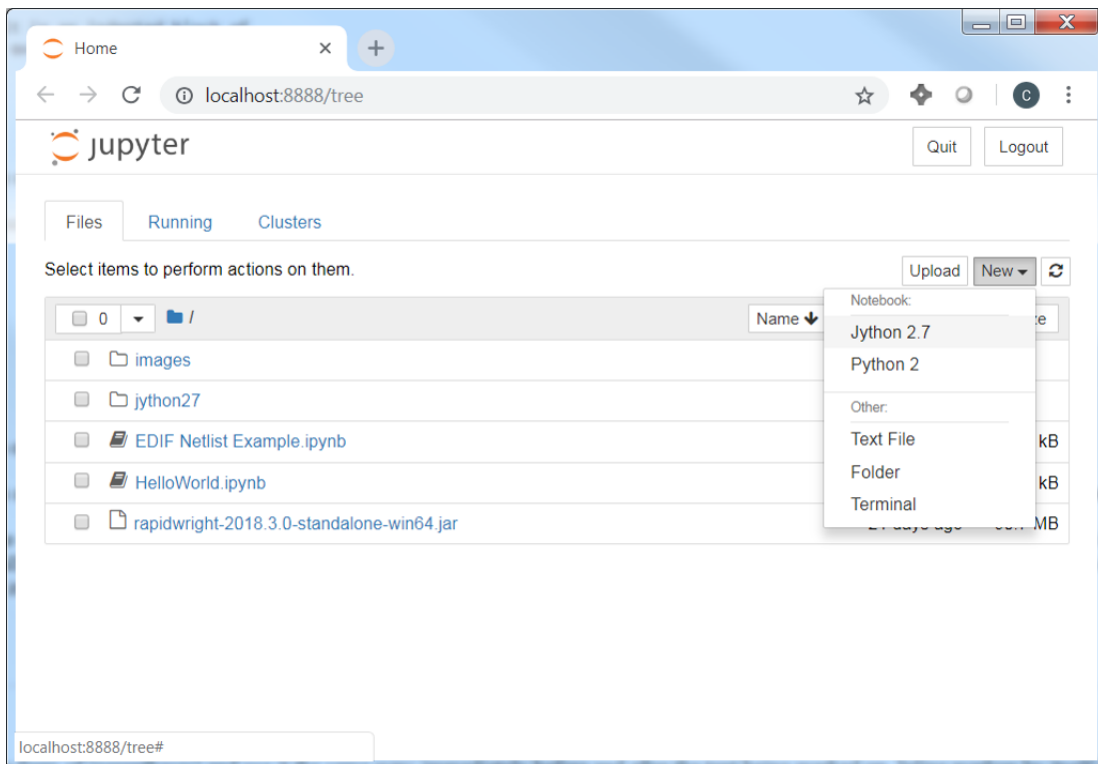 Home
localhost:8888/tree
C
jupyter
Quit Logout
Files Running Clusters
Select items to perform actions on them.
Upload New
0 / Name
Notebook:
Jython 2.7
Python 2
Other:
Text File
Folder
Terminal
images
jython27
EDIF Netlist Example.ipynb kB
HelloWorld.ipynb kB
rapidwright-2018.3.0-standalone-win64.jar MB
localhost:8888/tree#